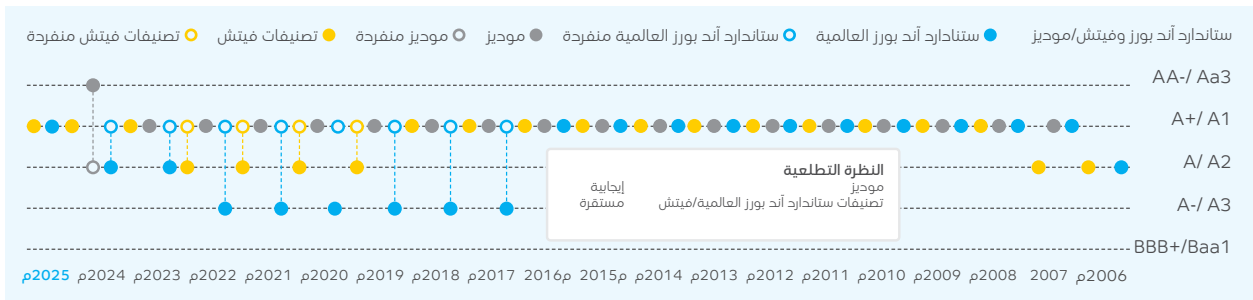 ستاندارد آند بورز وفيتش/موديز
ستنادارد آند بورز العالمية
ستاندارد آند بورز العالمية منفردة
موديز
موديز منفردة
تصنيفات فيتش
تصنيفات فيتش منفردة
AA-/ Aa3
A+/ A1
A/ A2
A-/ A3
BBB+/Baa1
النظرة التطلعية
موديز إيجابية
تصنيفات ستاندارد آند بورز العالمية/فيتش مستقرة
2006م 2007 2008م 2009م 2010م 2011م 2012م 2013م 2014م 2015م 2016م 2017م 2018م 2019م 2020م 2021م 2022م 2023م 2024م 2025م